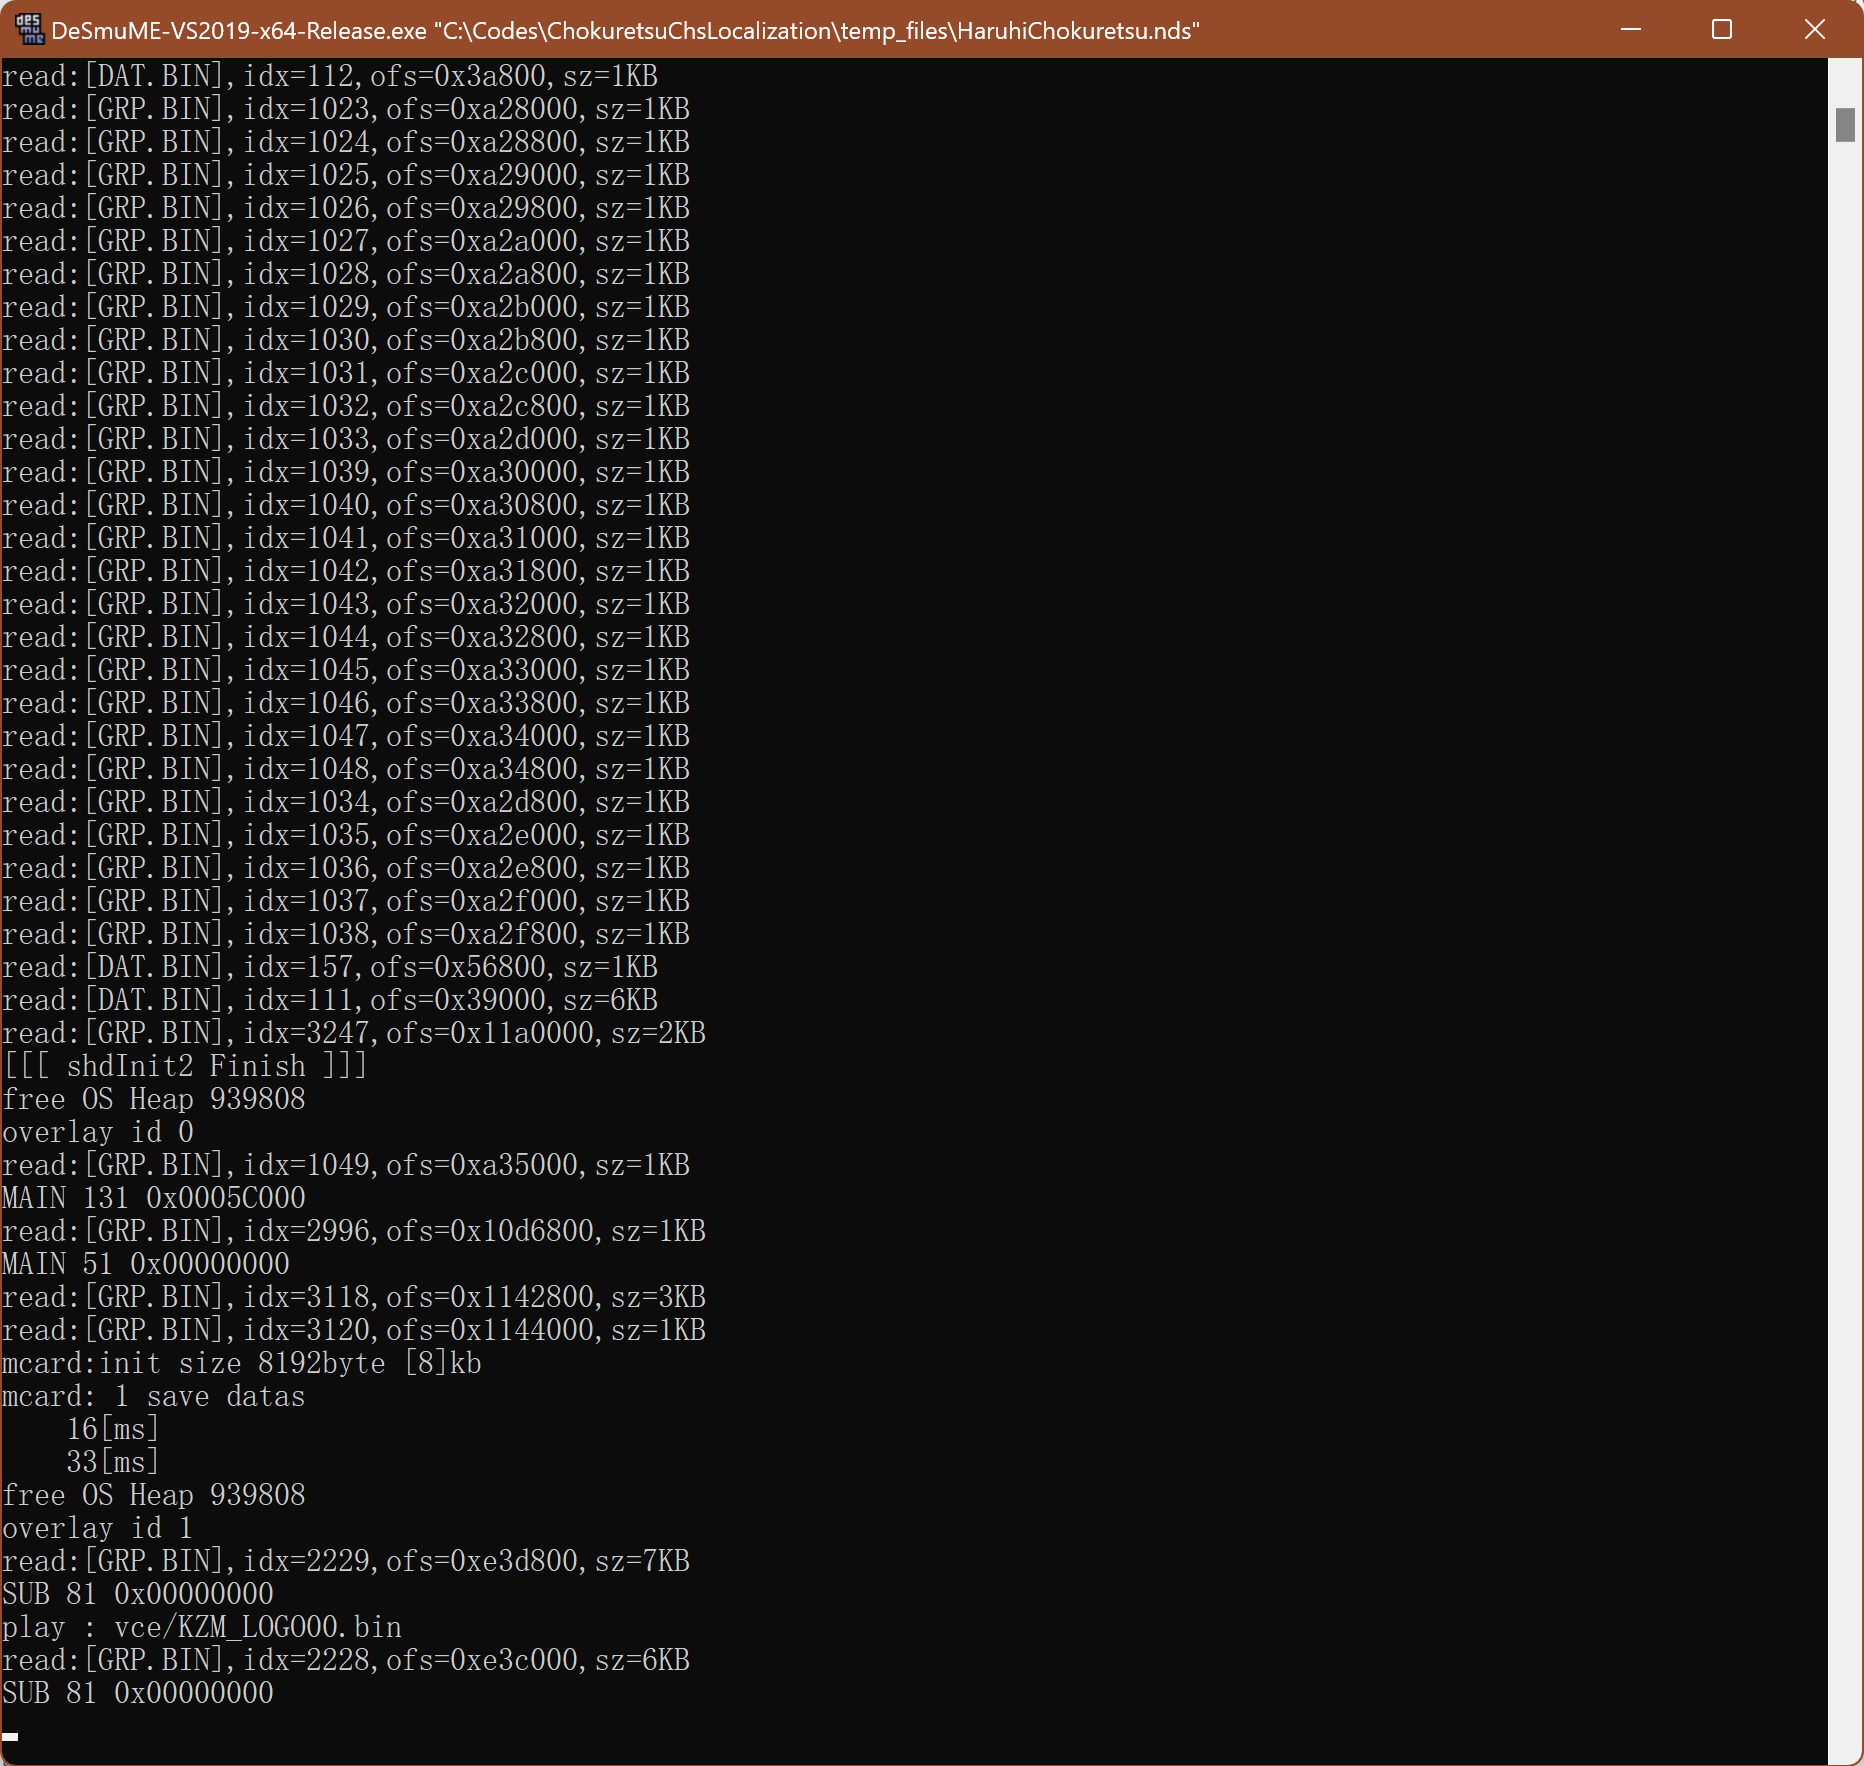 DeSmuME-VS2019-x64-Release.exe "C:\Codes\ChokuretsuChsLocalization\temp_files\HaruhiChokuretsu.nds"
read:[DAT.BIN],idx=112,ofs=0x3a800,sz=1KB
read:[GRP.BIN],idx=1023,ofs=0xa28000,sz=1KB
read:[GRP.BIN],idx=1024,ofs=0xa28800,sz=1KB
read:[GRP.BIN],idx=1025,ofs=0xa29000,sz=1KB
read:[GRP.BIN],idx=1026,ofs=0xa29800,sz=1KB
read:[GRP.BIN],idx=1027,ofs=0xa2a000,sz=1KB
read:[GRP.BIN],idx=1028,ofs=0xa2a800,sz=1KB
read:[GRP.BIN],idx=1029,ofs=0xa2b000,sz=1KB
read:[GRP.BIN],idx=1030,ofs=0xa2b800,sz=1KB
read:[GRP.BIN],idx=1031,ofs=0xa2c000,sz=1KB
read:[GRP.BIN],idx=1032,ofs=0xa2c800,sz=1KB
read:[GRP.BIN],idx=1033,ofs=0xa2d000,sz=1KB
read:[GRP.BIN],idx=1039,ofs=0xa30000,sz=1KB
read:[GRP.BIN],idx=1040,ofs=0xa30800,sz=1KB
read:[GRP.BIN],idx=1041,ofs=0xa31000,sz=1KB
read:[GRP.BIN],idx=1042,ofs=0xa31800,sz=1KB
read:[GRP.BIN],idx=1043,ofs=0xa32000,sz=1KB
read:[GRP.BIN],idx=1044,ofs=0xa32800,sz=1KB
read:[GRP.BIN],idx=1045,ofs=0xa33000,sz=1KB
read:[GRP.BIN],idx=1046,ofs=0xa33800,sz=1KB
read:[GRP.BIN],idx=1047,ofs=0xa34000,sz=1KB
read:[GRP.BIN],idx=1048,ofs=0xa34800,sz=1KB
read:[GRP.BIN],idx=1034,ofs=0xa2d800,sz=1KB
read:[GRP.BIN],idx=1035,ofs=0xa2e000,sz=1KB
read:[GRP.BIN],idx=1036,ofs=0xa2e800,sz=1KB
read:[GRP.BIN],idx=1037,ofs=0xa2f000,sz=1KB
read:[GRP.BIN],idx=1038,ofs=0xa2f800,sz=1KB
read:[DAT.BIN],idx=157,ofs=0x56800,sz=1KB
read:[DAT.BIN],idx=111,ofs=0x39000,sz=6KB
read:[GRP.BIN],idx=3247,ofs=0x11a0000,sz=2KB
[[[ shdInit2 Finish ]]]
free OS Heap 939808
overlay id 0
read:[GRP.BIN],idx=1049,ofs=0xa35000,sz=1KB
MAIN 131 0x0005C000
read:[GRP.BIN],idx=2996,ofs=0x10d6800,sz=1KB
MAIN 51 0x00000000
read:[GRP.BIN],idx=3118,ofs=0x1142800,sz=3KB
read:[GRP.BIN],idx=3120,ofs=0x1144000,sz=1KB
mcard:init size 8192byte [8]kb
mcard: 1 save datas
    16[ms]
    33[ms]
free OS Heap 939808
overlay id 1
read:[GRP.BIN],idx=2229,ofs=0xe3d800,sz=7KB
SUB 81 0x00000000
play : vce/KZM_LOGO00.bin
read:[GRP.BIN],idx=2228,ofs=0xe3c000,sz=6KB
SUB 81 0x00000000